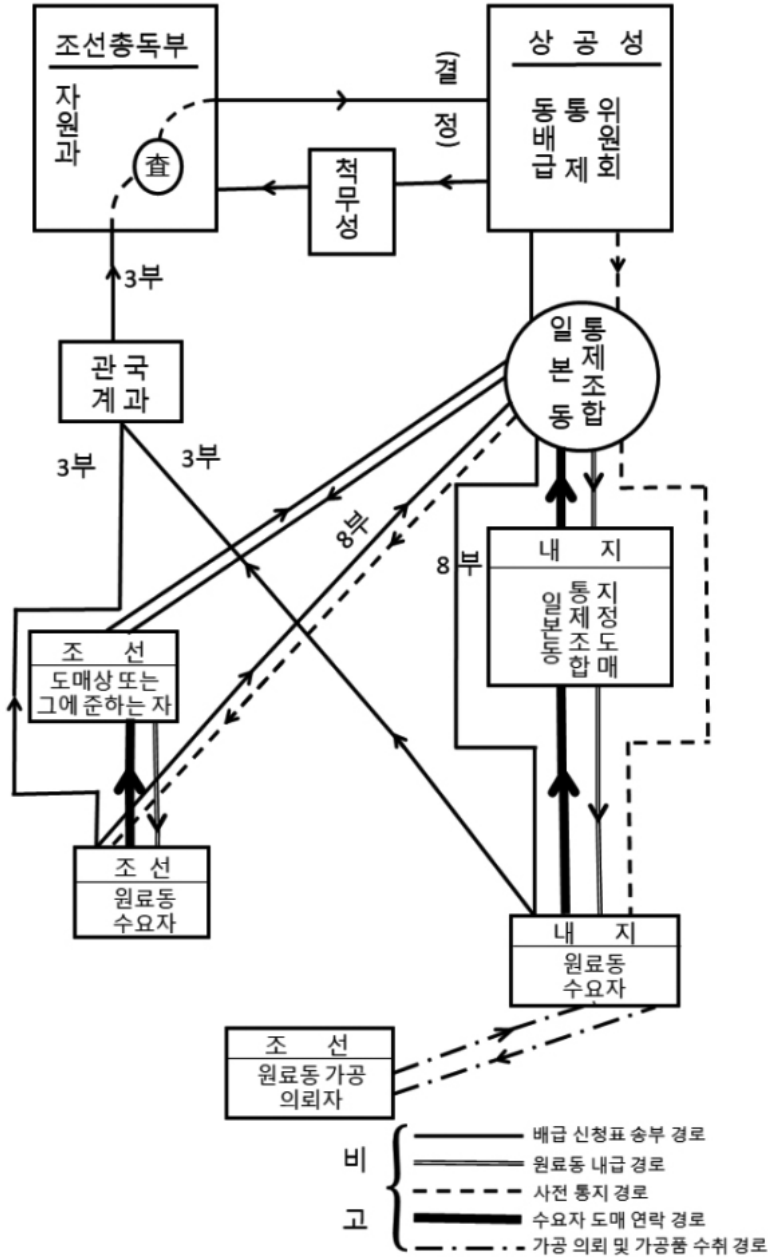 조선총독부
자원과
査
(결정)
상 공 성
동배급
통제
위원회
척무성
3부
관계
국과
3부
3부
일본동
통제조합
8부
8부
내 지
일본동
통제조합
지정도매
조 선
도매상 또는
그에 준하는 자
조 선
원료동
수요자
내 지
원료동
수요자
조 선
원료동 가공
의뢰자
비고
배급 신청표 송부 경로
원료동 내급 경로
사전 통지 경로
수요자 도매 연락 경로
가공 의뢰 및 가공품 수취 경로